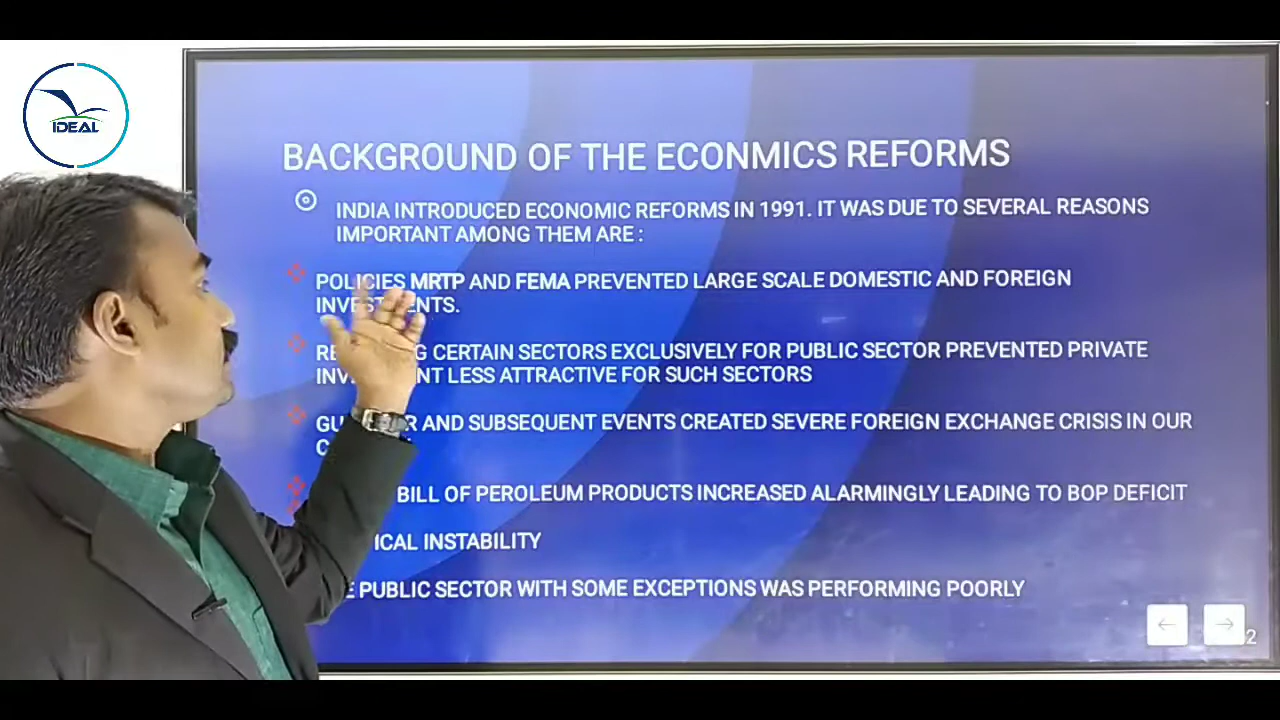 IDEAL
BACKGROUND OF THE ECONMICS REFORMS
INDIA INTRODUCED ECONOMIC REFORMS IN 1991. IT WAS DUE TO SEVERAL REASONS
IMPORTANT AMONG THEM ARE :
POLICIES MRTP AND FEMA PREVENTED LARGE SCALE DOMESTIC AND FOREIGN
INVESTMENTS.
CERTAIN SECTORS EXCLUSIVELY FOR PUBLIC SECTOR PREVENTED PRIVATE
LESS ATTRACTIVE FOR SUCH SECTORS
AND SUBSEQUENT EVENTS CREATED SEVERE FOREIGN EXCHANGE CRISIS IN OUR
BILL OF PEROLEUM PRODUCTS INCREASED ALARMINGLY LEADING TO BOP DEFICIT
INSTABILITY
PUBLIC SECTOR WITH SOME EXCEPTIONS WAS PERFORMING POORLY
2